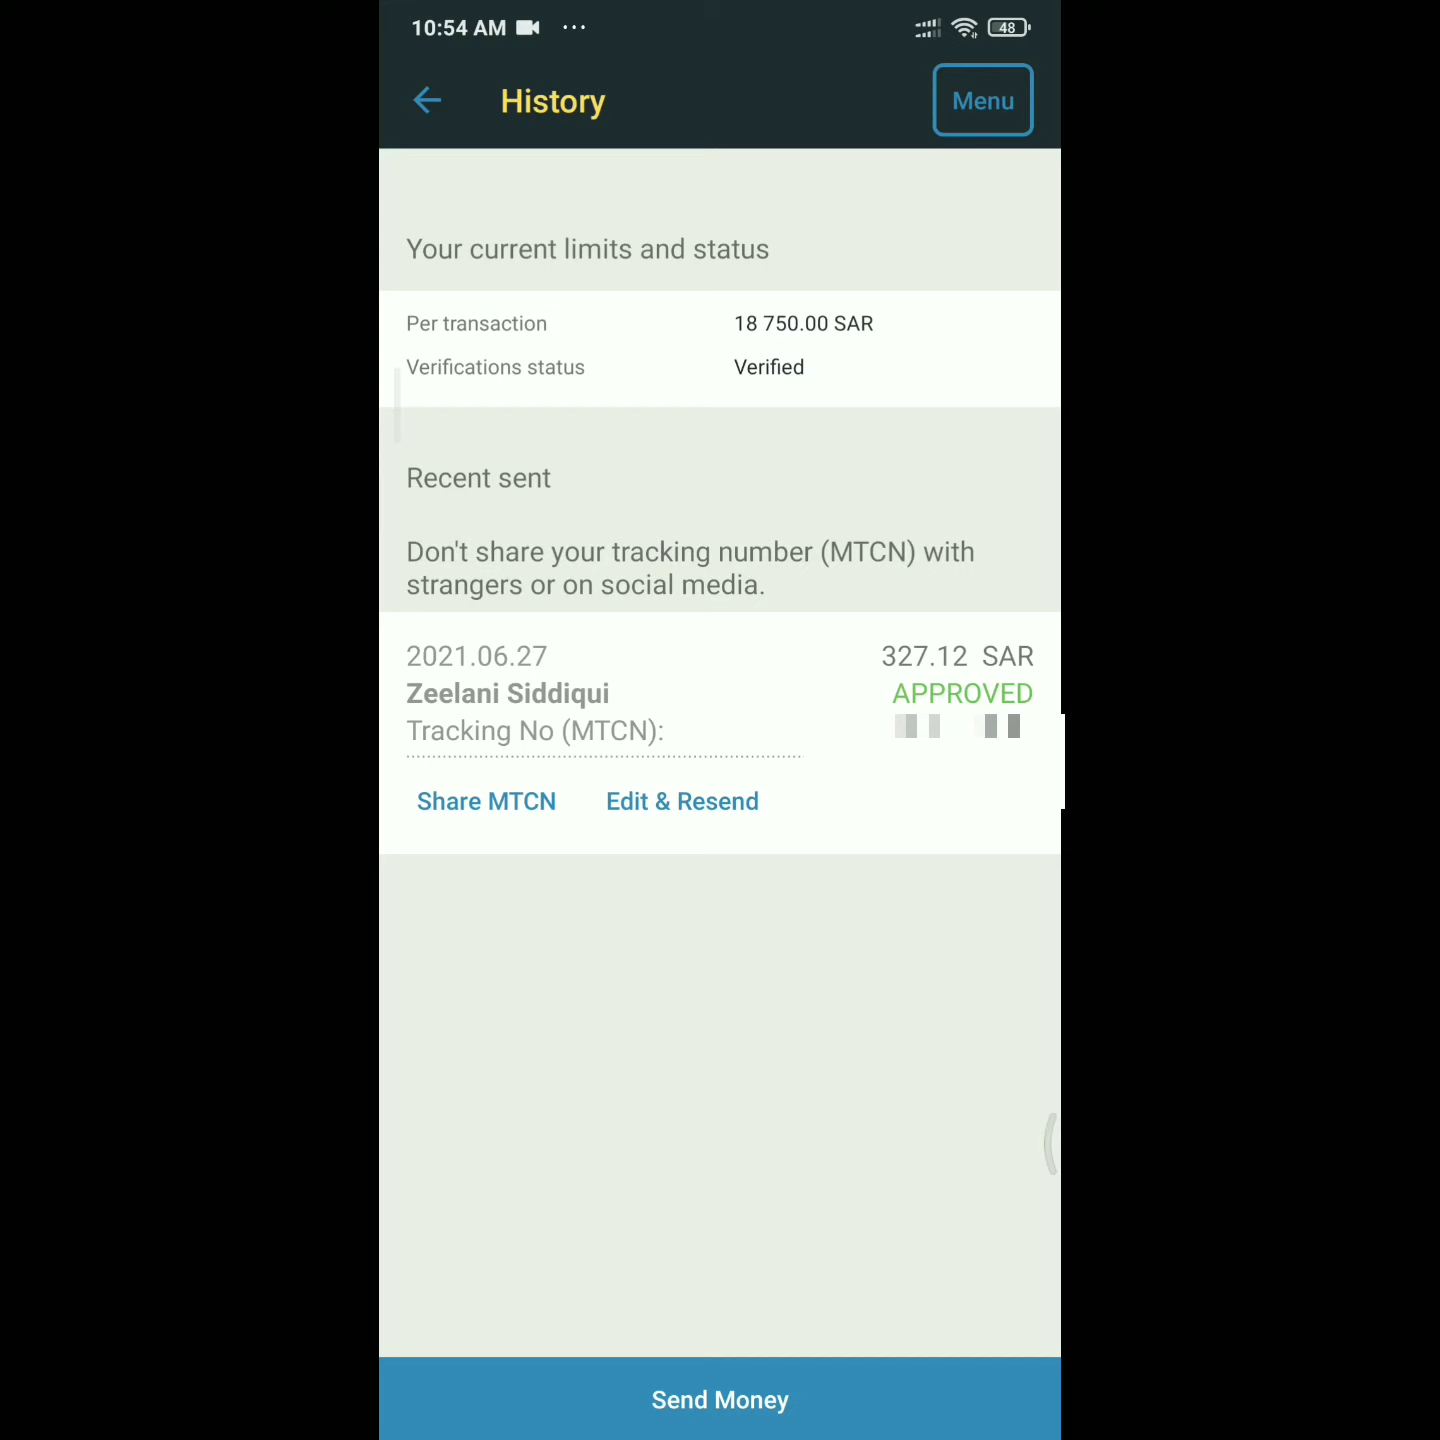 10:54 AM ... 48
History
Menu
Your current limits and status
Per transaction 18 750.00 SAR
Verifications status Verified
Recent sent
Don't share your tracking number (MTCN) with
strangers or on social media.
2021.06.27 327.12 SAR
Zeelani Siddiqui APPROVED
Tracking No (MTCN):
Share MTCN Edit & Resend
Send Money